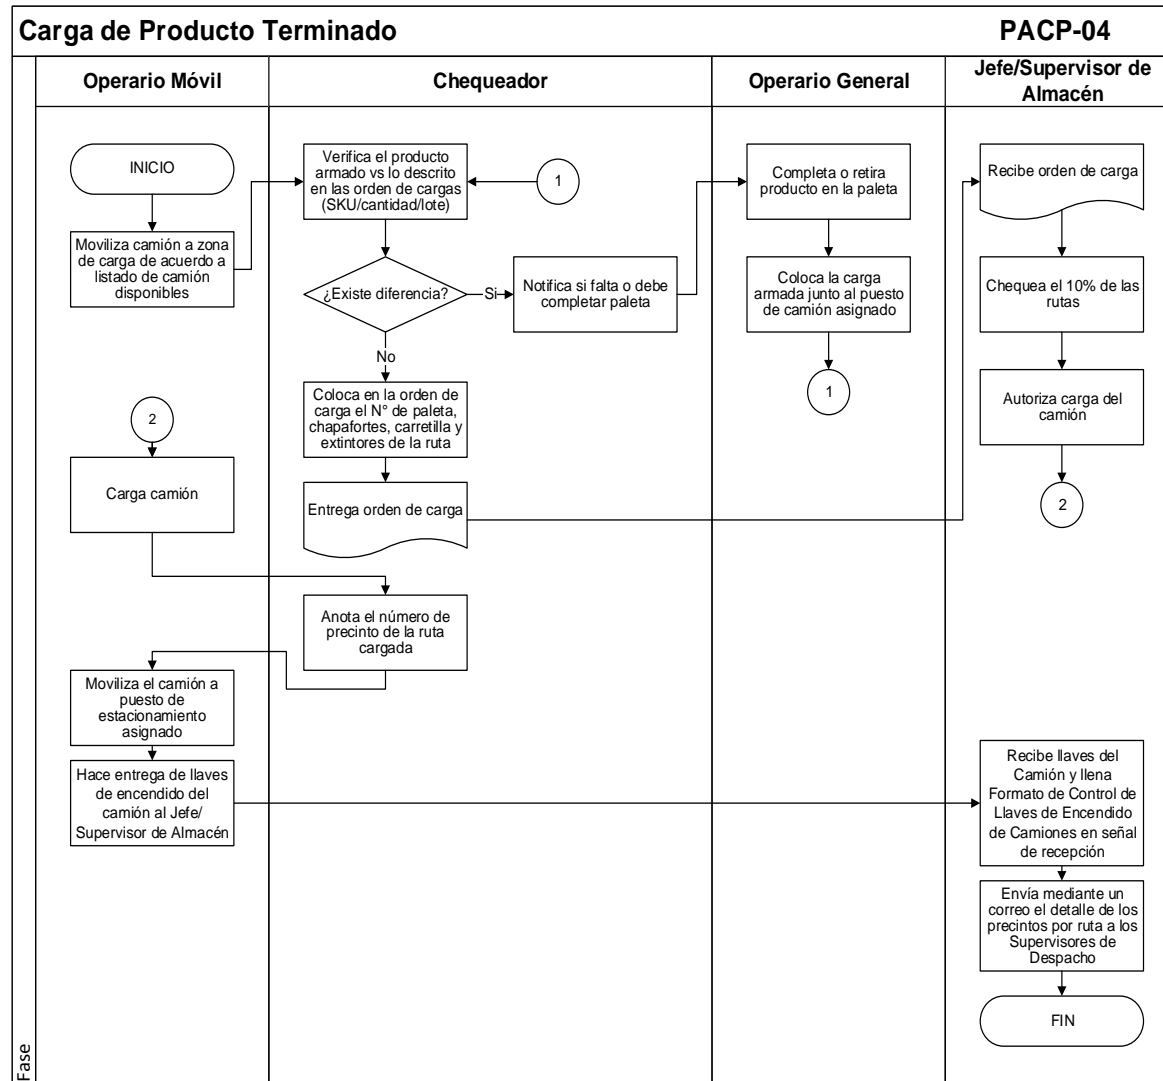 Carga de Producto Terminado
PACP-04
Operario Móvil
Chequeador
Operario General
Jefe/Supervisor de
Almacén
INICIO
Moviliza camión a zona
de carga de acuerdo a
listado de camión
disponibles
Verifica el producto
armado vs lo descrito
en las orden de cargas
(SKU/cantidad/lote)
1
¿Existe diferencia?
Si
Notifica si falta o debe
completar paleta
No
Coloca en la orden de
carga el N° de paleta,
chapafortes, carretilla y
extintores de la ruta
Entrega orden de carga
Completa o retira
producto en la paleta
Coloca la carga
armada junto al puesto
de camión asignado
1
Recibe orden de carga
Chequea el 10% de las
rutas
Autoriza carga del
camión
2
2
Carga camión
Anota el número de
precinto de la ruta
cargada
Moviliza el camión a
puesto de
estacionamiento
asignado
Hace entrega de llaves
de encendido del
camión al Jefe/
Supervisor de Almacén
Recibe llaves del
Camión y llena
Formato de Control de
Llaves de Encendido
de Camiones en señal
de recepción
Envía mediante un
correo el detalle de los
precintos por ruta a los
Supervisores de
Despacho
FIN
Fase